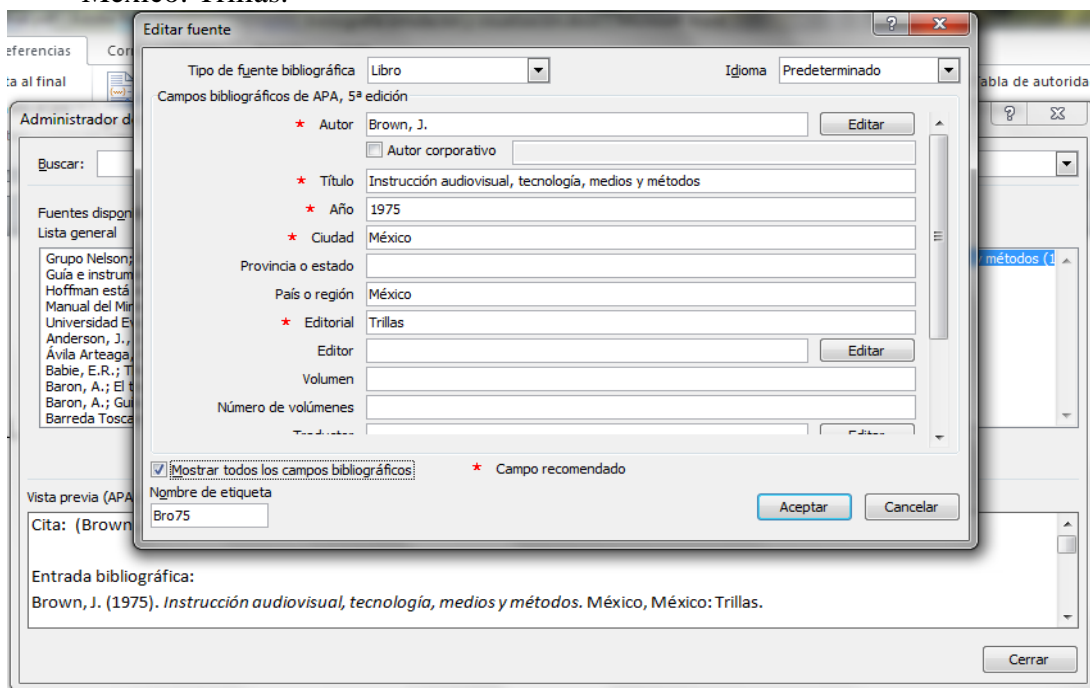 México: Trillas.
Editar fuente
eferencias Cor
ta al final
Tabla de autorida
Tipo de fuente bibliográfica Libro Idioma Predeterminado
Campos bibliográficos de APA, 5ª edición
Administrador d
* Autor Brown, J. Editar
Autor corporativo
Buscar:
* Título Instrucción audiovisual, tecnología, medios y métodos
* Año 1975
* Ciudad México
Provincia o estado
País o región México
* Editorial Trillas
Editor Editar
Volumen
Número de volúmenes
Traductor Editar
Fuentes dispon
Lista general
Grupo Nelson;
Guía e instrum
Hoffman está
Manual del Min
Universidad Ev
Anderson, J.,
Ávila Arteaga,
Babie, E.R.; T
Baron, A.; El t
Baron, A.; Gui
Barreda Tosca
y métodos (1
Mostrar todos los campos bibliográficos * Campo recomendado
Nombre de etiqueta
Bro75
Aceptar Cancelar
Vista previa (APA
Cita: (Brown
Entrada bibliográfica:
Brown, J. (1975). Instrucción audiovisual, tecnología, medios y métodos. México, México: Trillas.
Cerrar